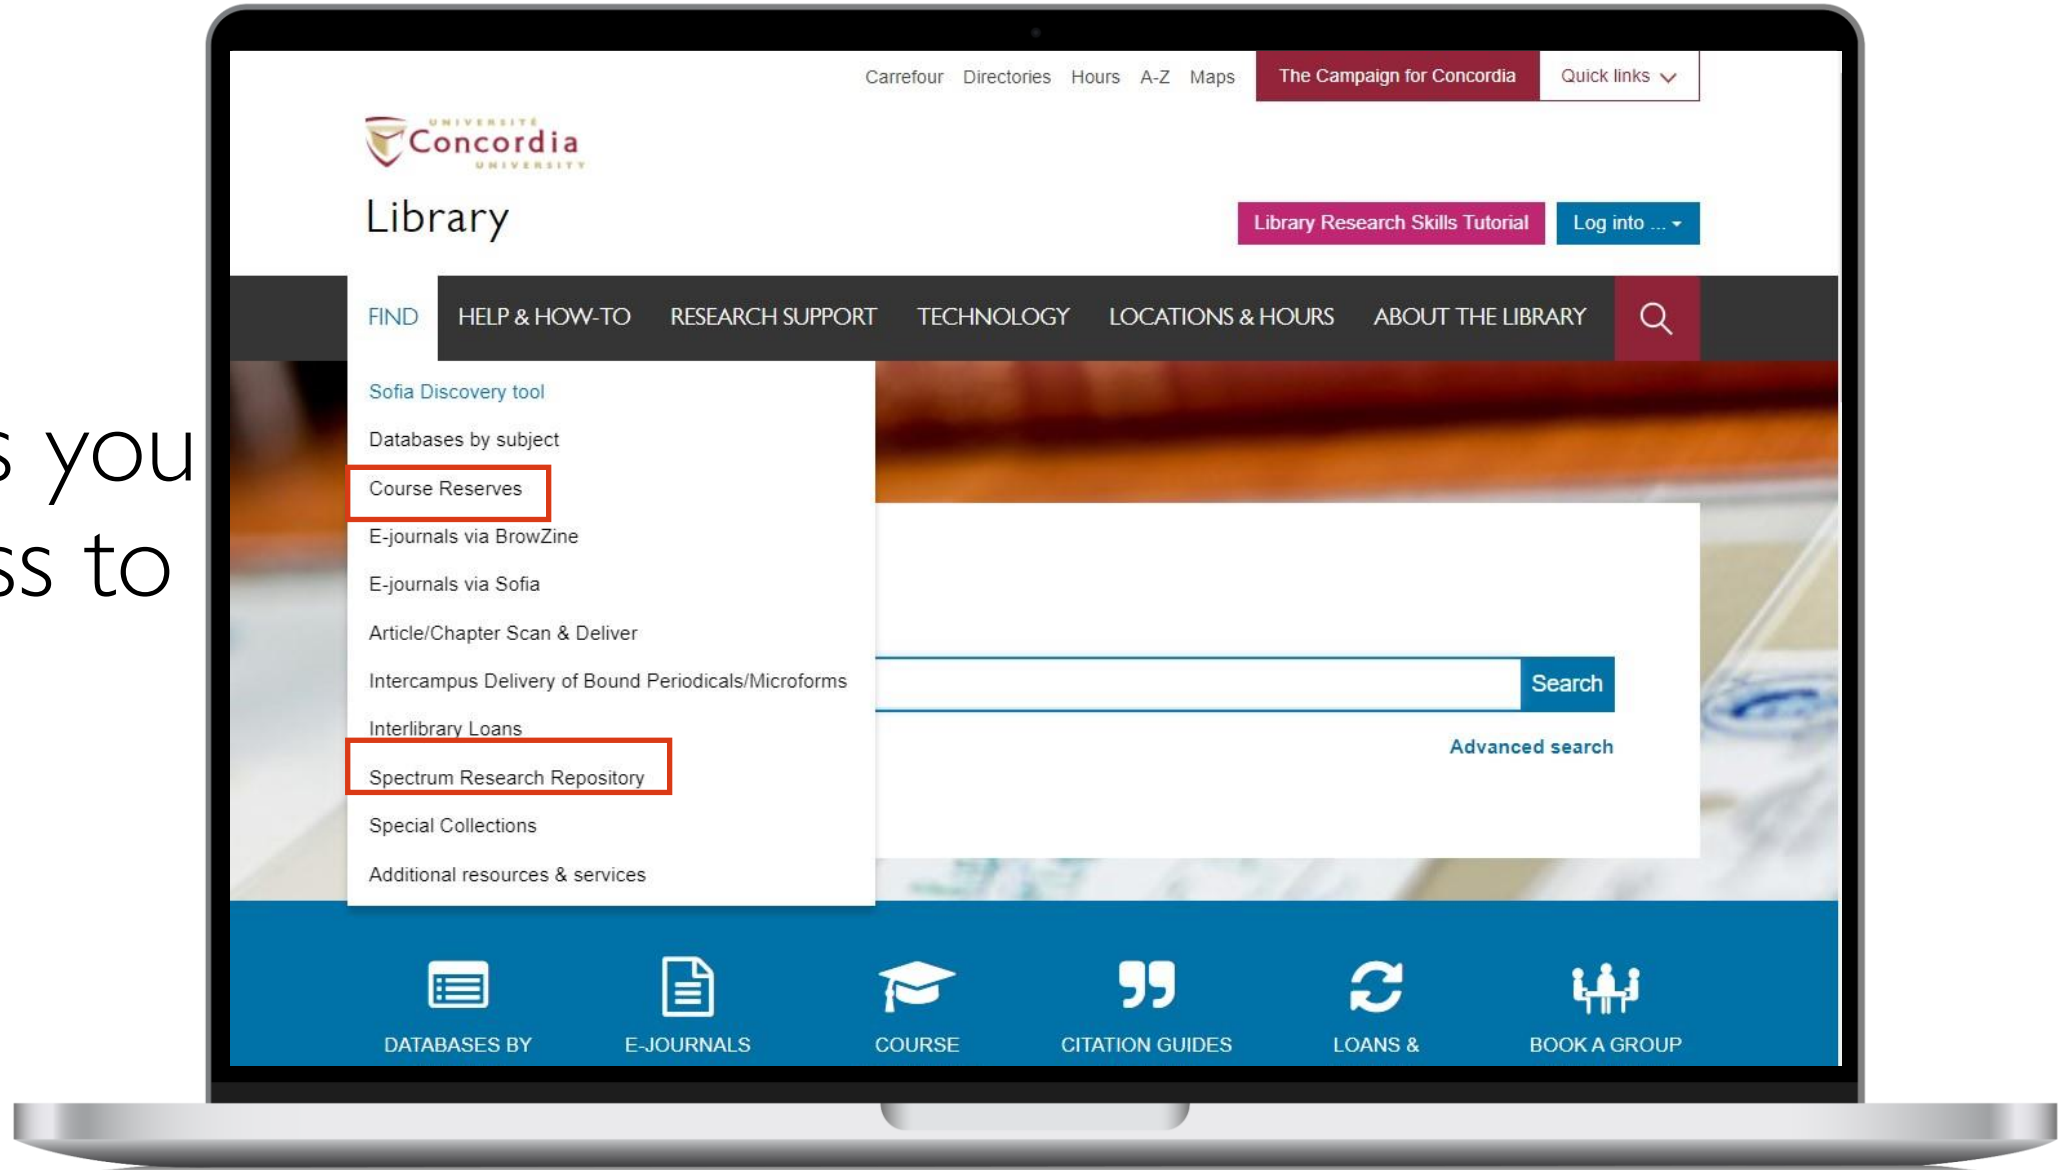 Carrefour Directories Hours A-Z Maps The Campaign for Concordia Quick links
UNIVERSITÉ
Concordia
UNIVERSITY
Library
Library Research Skills Tutorial Log into ...
FIND HELP & HOW-TO RESEARCH SUPPORT TECHNOLOGY LOCATIONS & HOURS ABOUT THE LIBRARY
Sofia Discovery tool
Databases by subject
s you
Course Reserves
E-journals via BrowZine
ss to
E-journals via Sofia
Article/Chapter Scan & Deliver
Intercampus Delivery of Bound Periodicals/Microforms
Search
Interlibrary Loans
Advanced search
Spectrum Research Repository
Special Collections
Additional resources & services
DATABASES BY E-JOURNALS COURSE CITATION GUIDES LOANS & BOOK A GROUP